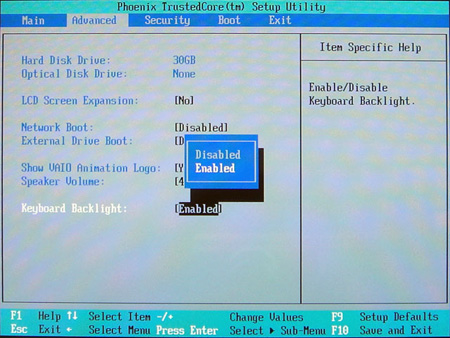 Phoenix TrustedCore(tm) Setup Utility
Main Advanced Security Boot Exit
Item Specific Help
Hard Disk Drive: 30GB
Optical Disk Drive: None
Enable/Disable
Keyboard Backlight.
LCD Screen Expansion: [No]
Network Boot: [Disabled]
External Drive Boot: [D
Disabled
Enabled
Show VAIO Animation Logo: [Y
Speaker Volume: [4
Keyboard Backlight: [Enabled]
F1 Help ↑↓ Select Item -/+ Change Values F9 Setup Defaults
Esc Exit ← Select Menu Press Enter Select ▸ Sub-Menu F10 Save and Exit